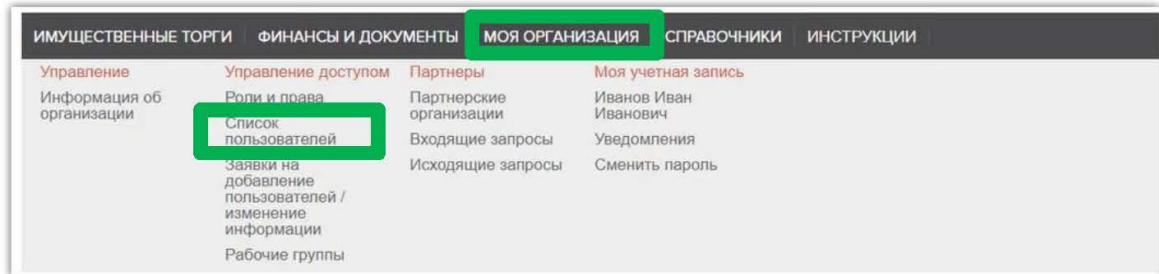 ИМУЩЕСТВЕННЫЕ ТОРГИ ФИНАНСЫ И ДОКУМЕНТЫ МОЯ ОРГАНИЗАЦИЯ СПРАВОЧНИКИ ИНСТРУКЦИИ
Управление
Информация об
организации
Управление доступом
Роли и права
Список
пользователей
Заявки на
добавление
пользователей /
изменение
информации
Рабочие группы
Партнеры
Партнерские
организации
Входящие запросы
Исходящие запросы
Моя учетная запись
Иванов Иван
Иванович
Уведомления
Сменить пароль